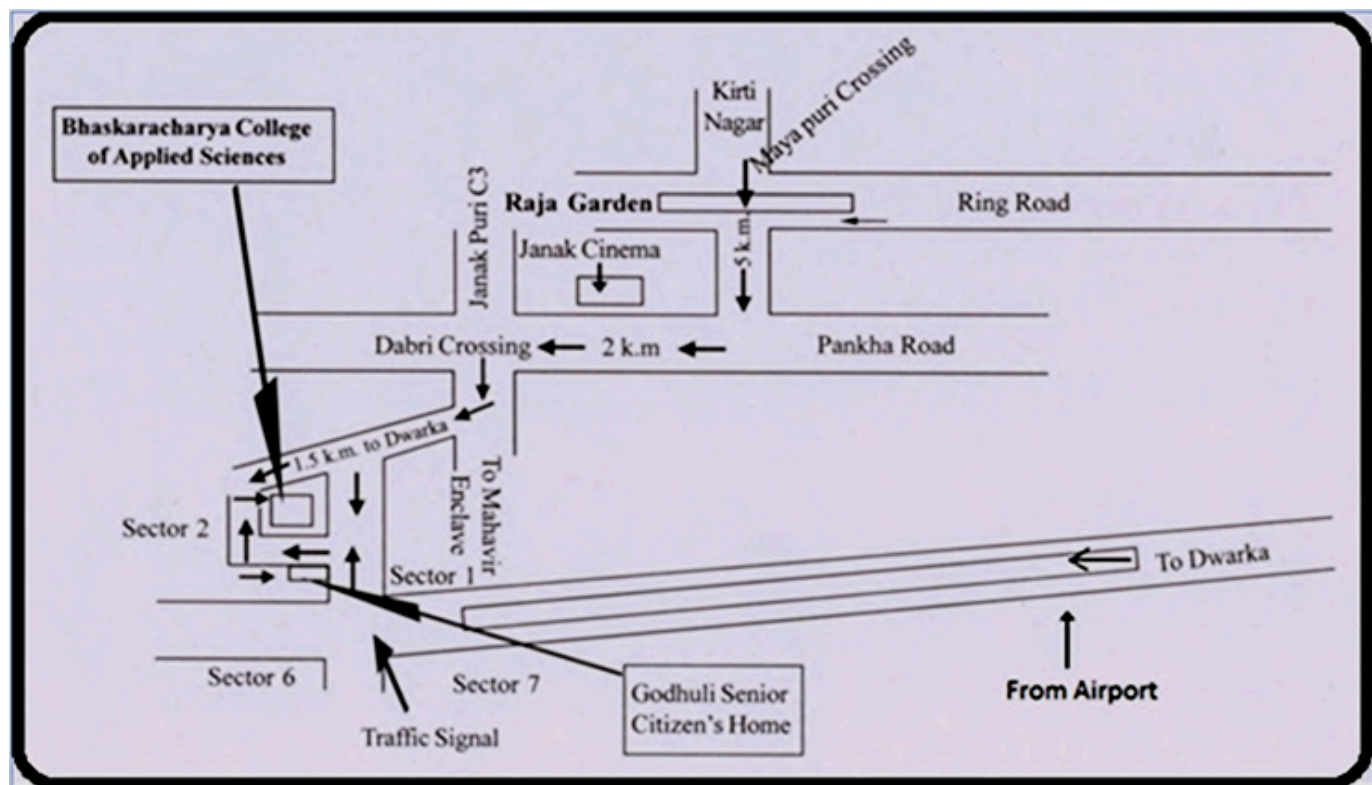 Kirti
Nagar
Maya puri Crossing
Bhaskaracharya College
of Applied Sciences
Janak Puri C3
Raja Garden
Ring Road
5 k.m.
Janak Cinema
Dabri Crossing
2 k.m
Pankha Road
1.5 k.m. to Dwarka
To Mahavir
Enclave
Sector 2
Sector 1
To Dwarka
Sector 6
Sector 7
Godhuli Senior
Citizen's Home
From Airport
Traffic Signal